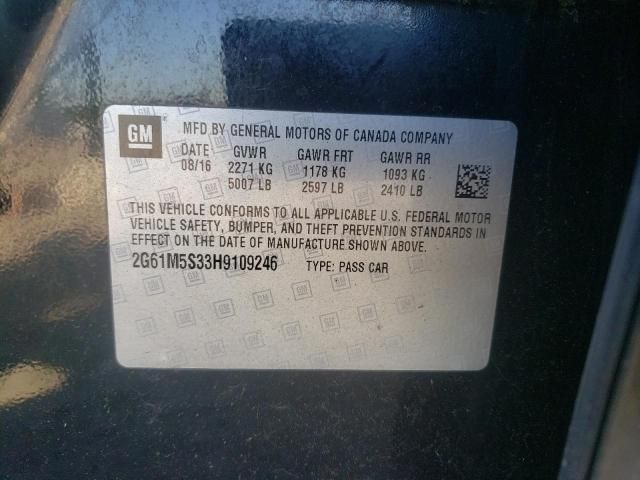 GM
MFD BY GENERAL MOTORS OF CANADA COMPANY
DATE GVWR GAWR FRT GAWR RR
08/16 2271 KG 1178 KG 1093 KG
5007 LB 2597 LB 2410 LB
THIS VEHICLE CONFORMS TO ALL APPLICABLE U.S. FEDERAL MOTOR
VEHICLE SAFETY, BUMPER, AND THEFT PREVENTION STANDARDS IN
EFFECT ON THE DATE OF MANUFACTURE SHOWN ABOVE.
2G61M5S33H9109246 TYPE: PASS CAR